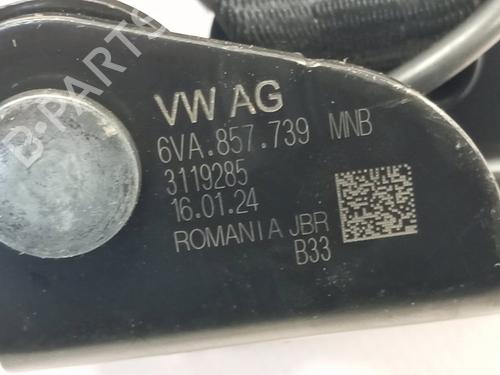 B-PARTS
VW AG
6VA.857.739 MNB
3119285
16.01.24
ROMANIA JBR
B33